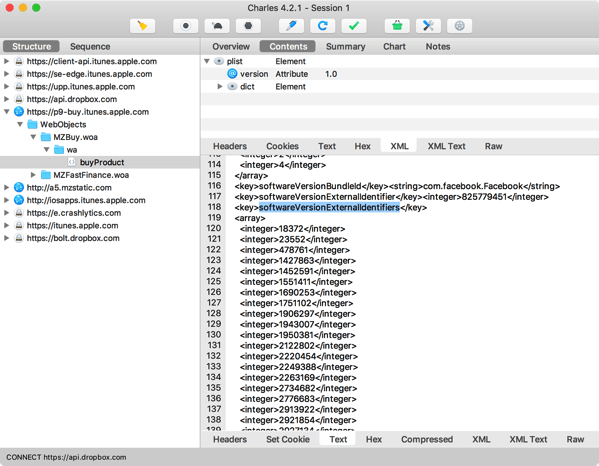 Charles 4.2.1 - Session 1
Structure Sequence
https://client-api.itunes.apple.com
https://se-edge.itunes.apple.com
https://upp.itunes.apple.com
https://api.dropbox.com
https://p9-buy.itunes.apple.com
WebObjects
MZBuy.woa
wa
buyProduct
MZFastFinance.woa
http://a5.mzstatic.com
http://iosapps.itunes.apple.com
https://e.crashlytics.com
https://itunes.apple.com
https://bolt.dropbox.com
Overview Contents Summary Chart Notes
plist Element
version Attribute 1.0
dict Element
Headers Cookies Text Hex XML XML Text Raw
113 <integer>2</integer>
114 <integer>4</integer>
115 </array>
116 <key>softwareVersionBundleId</key><string>com.facebook.Facebook</string>
117 <key>softwareVersionExternalIdentifier</key><integer>825779451</integer>
118 <key>softwareVersionExternalIdentifiers</key>
119 <array>
120 <integer>18372</integer>
121 <integer>23552</integer>
122 <integer>478761</integer>
123 <integer>1427863</integer>
124 <integer>1452591</integer>
125 <integer>1551411</integer>
126 <integer>1690253</integer>
127 <integer>1751102</integer>
128 <integer>1906297</integer>
129 <integer>1943007</integer>
130 <integer>1950381</integer>
131 <integer>2122802</integer>
132 <integer>2220454</integer>
133 <integer>2249388</integer>
134 <integer>2263169</integer>
135 <integer>2734682</integer>
136 <integer>2776683</integer>
137 <integer>2913922</integer>
138 <integer>2921854</integer>
139 <integer>2927134</integer>
Headers Set Cookie Text Hex Compressed XML XML Text Raw
CONNECT https://api.dropbox.com